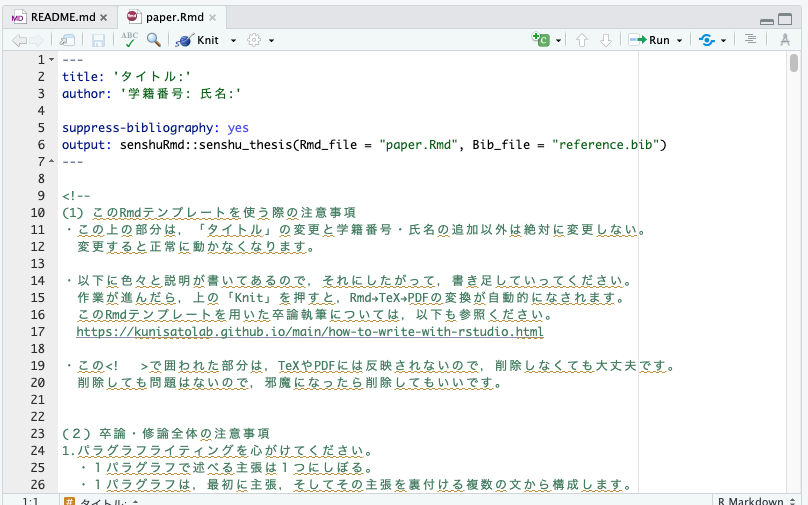 README.md × paper.Rmd ×
ABC Knit Run
1 ---
2 title: 'タイトル:'
3 author: '学籍番号: 氏名:'
4
5 suppress-bibliography: yes
6 output: senshuRmd::senshu_thesis(Rmd_file = "paper.Rmd", Bib_file = "reference.bib")
7 ---
8
9 <!--
10 (1) このRmdテンプレートを使う際の注意事項
11 ・この上の部分は，「タイトル」の変更と学籍番号・氏名の追加以外は絶対に変更しない。
12 変更すると正常に動かなくなります。
13
14 ・以下に色々と説明が書いてあるので，それにしたがって，書き足していってください。
15 作業が進んだら，上の「Knit」を押すと，Rmd→TeX→PDFの変換が自動的になされます。
16 このRmdテンプレートを用いた卒論執筆については，以下も参照ください。
17 https://kunisatolab.github.io/main/how-to-write-with-rstudio.html
18
19 ・この<!   >で囲われた部分は，TeXやPDFには反映されないので，削除しなくても大丈夫です。
20 削除しても問題はないので，邪魔になったら削除してもいいです。
21
22
23 (２) 卒論・修論全体の注意事項
24 1.パラグラフライティングを心がけてください。
25 ・１パラグラフで述べる主張は１つにしぼる。
26 ・１パラグラフは，最初に主張，そしてその主張を裏付ける複数の文から構成します。
1:1 # タイトル: R Markdown